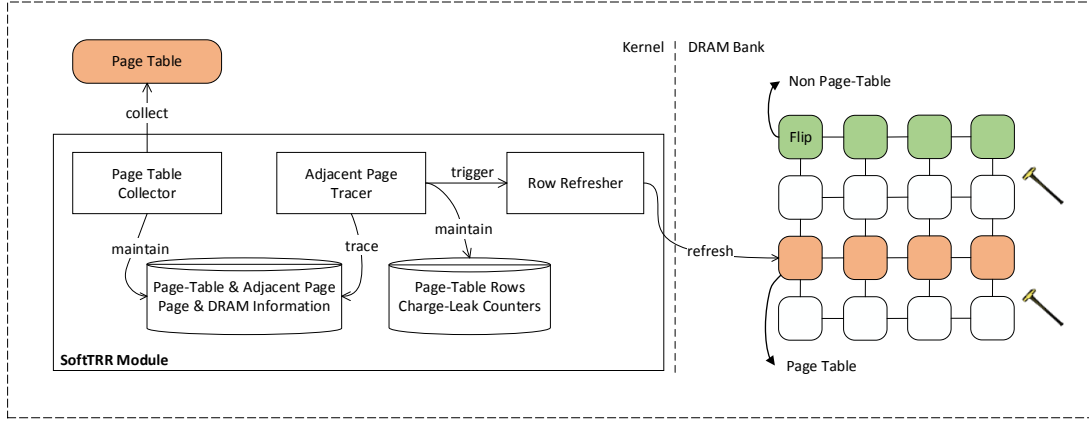 Kernel
DRAM Bank
Page Table
Non Page-Table
collect
Flip
Page Table
Collector
Adjacent Page
Tracer
trigger
Row Refresher
maintain
trace
maintain
refresh
Page-Table & Adjacent Page
Page & DRAM Information
Page-Table Rows
Charge-Leak Counters
SoftTRR Module
Page Table